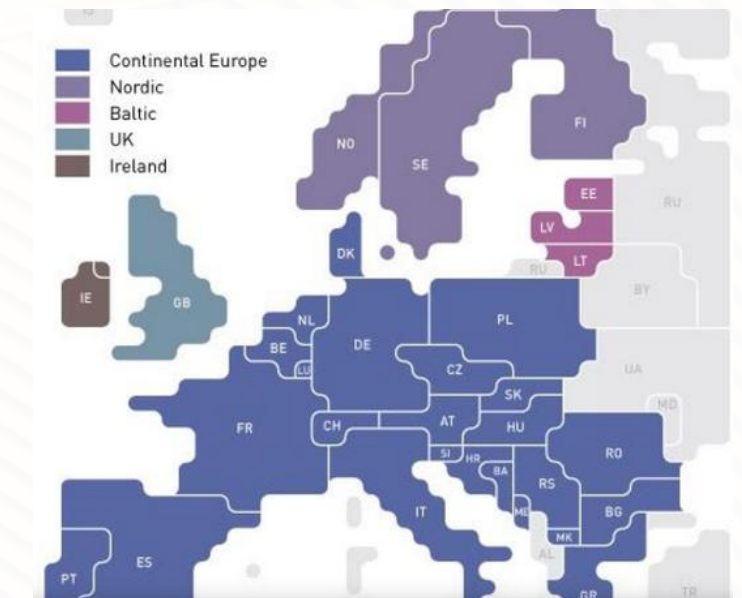 IS
Continental Europe
Nordic
Baltic
UK
Ireland
NO
SE
FI
EE
LV
LT
RU
RU
BY
DK
IE
GB
NL
BE
LU
DE
PL
CZ
UA
MD
SK
FR
CH
AT
HU
SI
HR
BA
RS
RO
IT
ME
MK
BG
AL
PT
ES
GR
TR